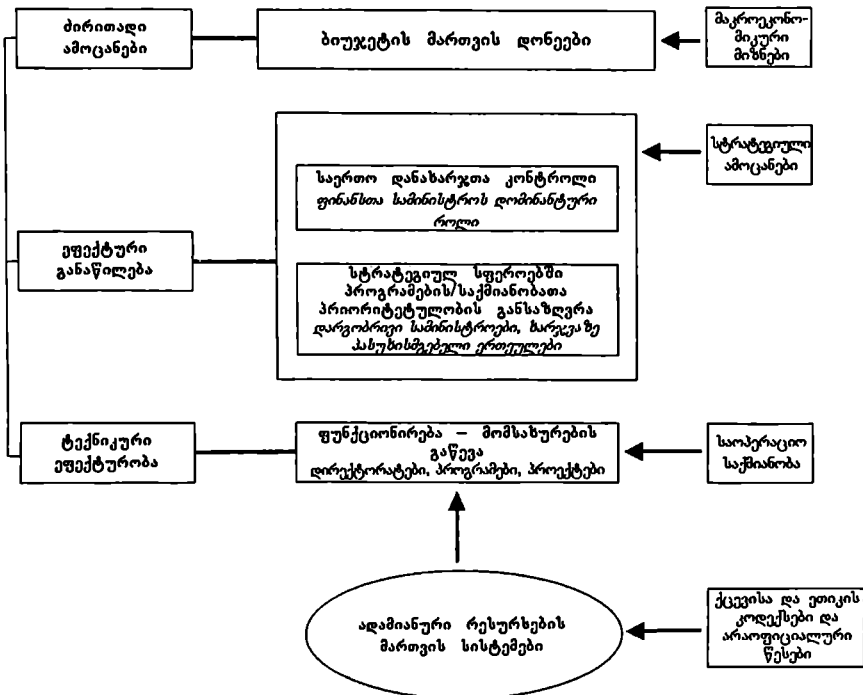 ძირითადი
ამოცანები
ბიუჯეტის მართვის დონეები
მაკროეკონო-
მიკური
მიზნები
სტრატეგიული
ამოცანები
საერთო დანახარჯთა კონტროლი
ფინანსთა სამინისტროს დომინანტური
როლი
ეფექტური
განაწილება
სტრატეგიულ სფეროებში
პროგრამების/საქმიანობათა
პრიორიტეტულობის განსაზღვრა
დარგობრივი სამინისტროები, ხარჯვაზე
პასუხისმგებელი ერთეულები
ტექნიკური
ეფექტურობა
ფუნქციონირება – მომსახურების
გაწევა
დირექტორატები, პროგრამები, პროექტები
საოპერაციო
საქმიანობა
ადამიანური რესურსების
მართვის სისტემები
ქცევისა და ეთიკის
კოდექსები და
არაოფიციალური
წესები